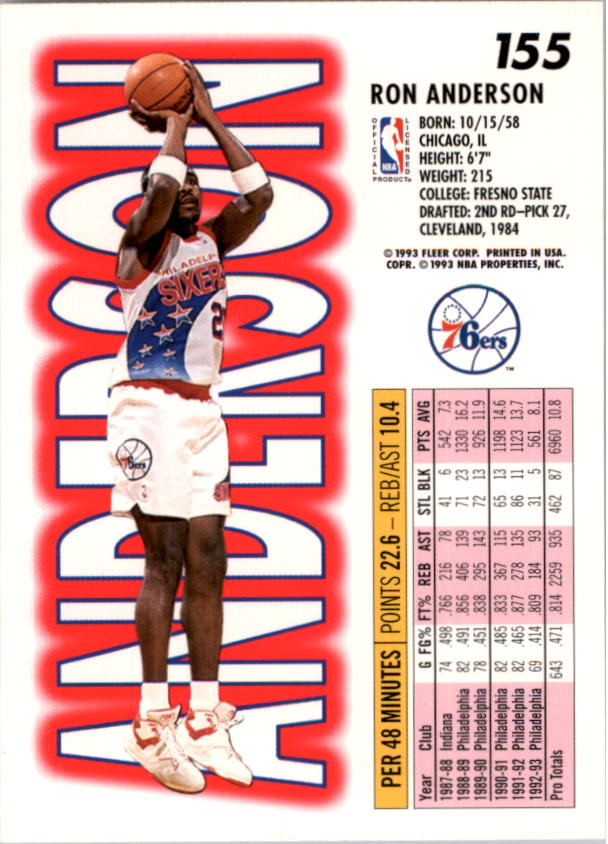 155
RON ANDERSON
OFFICIAL LICENSED
NBA
PRODUCT®
BORN: 10/15/58
CHICAGO, IL
HEIGHT: 6'7"
WEIGHT: 215
COLLEGE: FRESNO STATE
DRAFTED: 2ND RD–PICK 27,
CLEVELAND, 1984
© 1993 FLEER CORP. PRINTED IN USA.
COPR. © 1993 NBA PROPERTIES, INC.
76ers
TM
ANDERSON
PHILADELPHIA
SIXERS
76ers
PER 48 MINUTES | POINTS 22.6 – REB/AST 10.4
Year Club G FG% FT% REB AST STL BLK PTS AVG
1987-88 Indiana 74 .498 .766 216 78 41 6 542 7.3
1988-89 Philadelphia 82 .491 .856 406 139 71 23 1330 16.2
1989-90 Philadelphia 78 .451 .838 295 143 72 13 926 11.9
1990-91 Philadelphia 82 .485 .833 367 115 65 13 1198 14.6
1991-92 Philadelphia 82 .465 .877 278 135 86 11 1123 13.7
1992-93 Philadelphia 69 .414 .809 184 93 31 5 561 8.1
Pro Totals 643 .471 .814 2259 935 462 87 6960 10.8